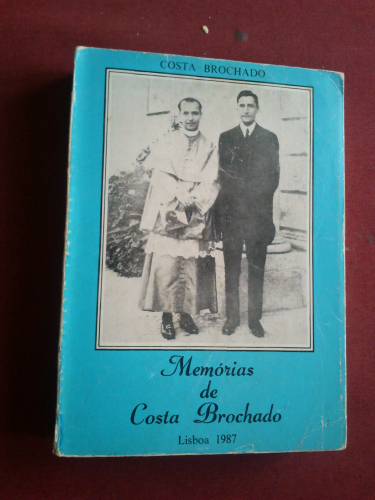 COSTA BROCHADO
Memórias
de
Costa Brochado
Lisboa 1987